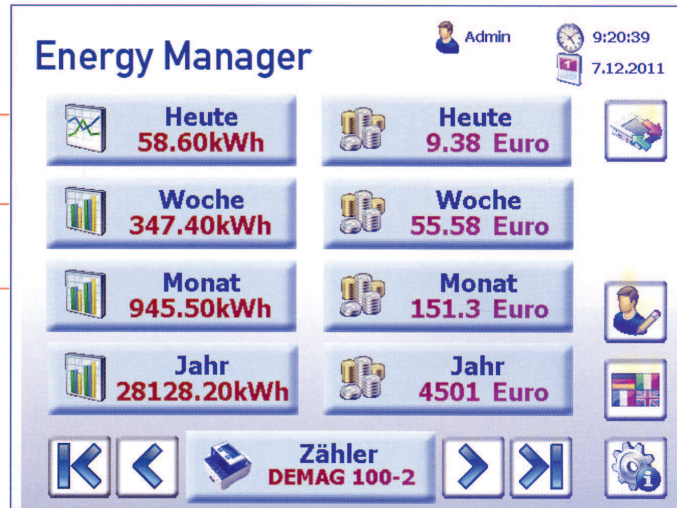 Energy Manager
Admin
9:20:39
1
7.12.2011
Heute
58.60kWh
Heute
9.38 Euro
Woche
347.40kWh
Woche
55.58 Euro
Monat
945.50kWh
Monat
151.3 Euro
Jahr
28128.20kWh
Jahr
4501 Euro
Zähler
DEMAG 100-2
i